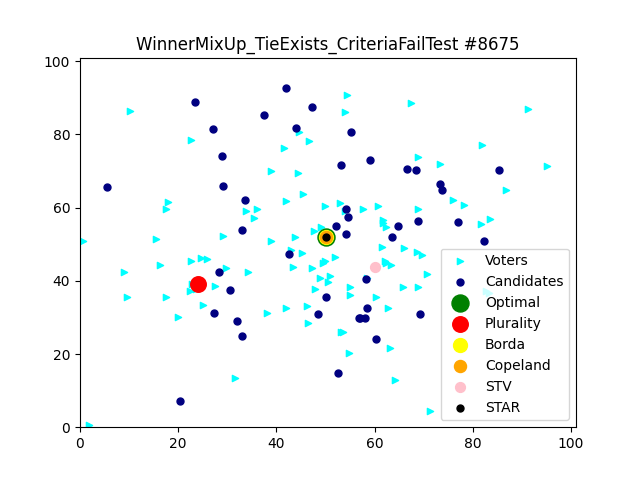 WinnerMixUp_TieExists_CriteriaFailTest #8675
100
80
60
40
20
0
0
20
40
60
80
100
Voters
Candidates
Optimal
Plurality
Borda
Copeland
STV
STAR